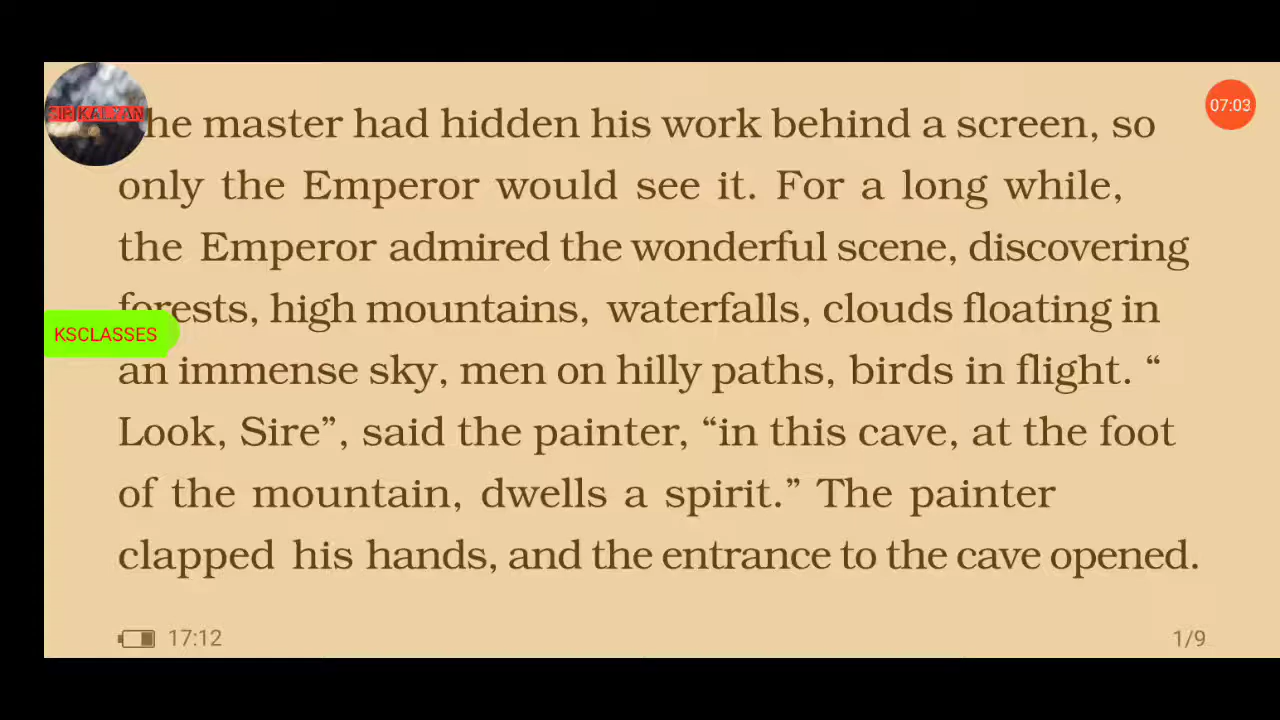 he master had hidden his work behind a screen, so
only the Emperor would see it. For a long while,
the Emperor admired the wonderful scene, discovering
forests, high mountains, waterfalls, clouds floating in
an immense sky, men on hilly paths, birds in flight. “
Look, Sire”, said the painter, “in this cave, at the foot
of the mountain, dwells a spirit.” The painter
clapped his hands, and the entrance to the cave opened.
SIR KALYAN
07:03
KSCLASSES
17:12
1/9